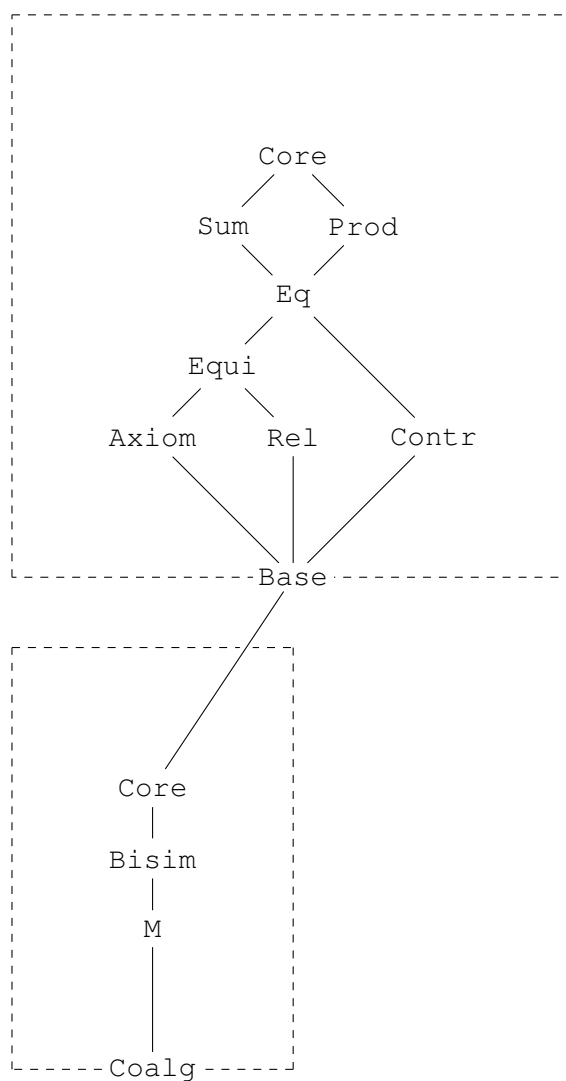 Core
Sum Prod
Eq
Equi
Axiom Rel Contr
Base
Core
Bisim
M
Coalg